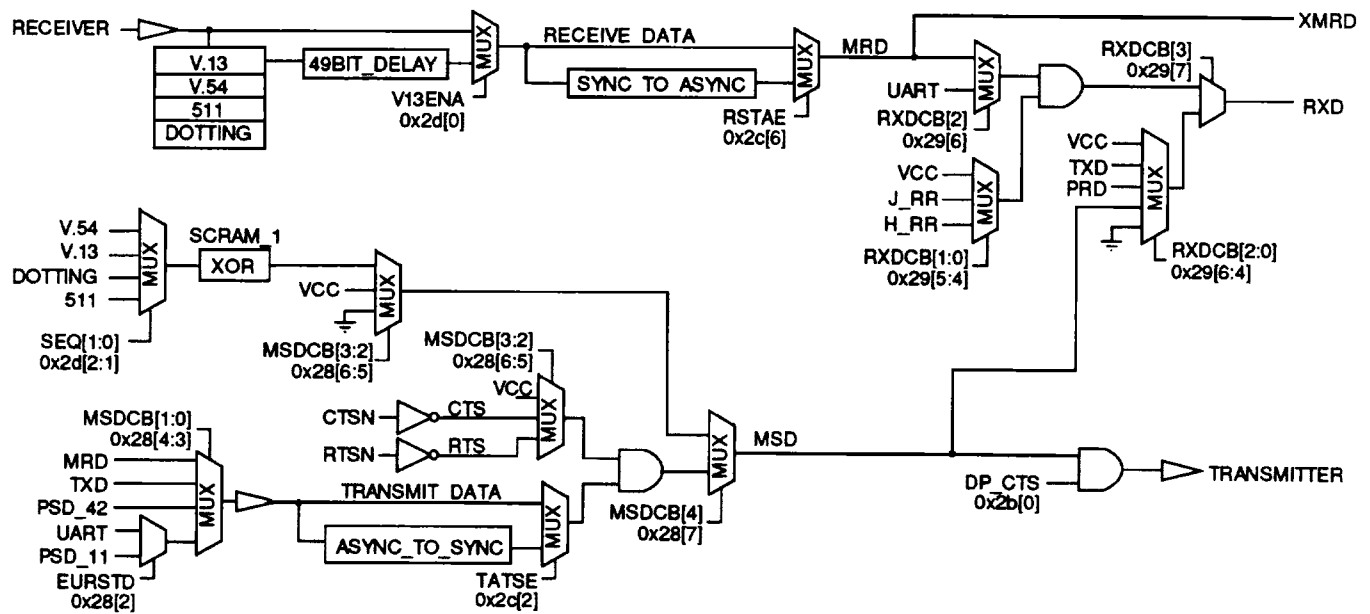 RECEIVER
V.13
V.54
511
DOTTING
49BIT_DELAY
MUX
V13ENA
0x2d[0]
RECEIVE DATA
SYNC TO ASYNC
MUX
RSTAE
0x2c[6]
MRD
XMRD
UART
MUX
RXDCB[2]
0x29[6]
VCC
J_RR
H_RR
MUX
RXDCB[1:0]
0x29[5:4]
RXDCB[3]
0x29[7]
RXD
VCC
TXD
PRD
MUX
RXDCB[2:0]
0x29[6:4]
V.54
V.13
DOTTING
511
MUX
SEQ[1:0]
0x2d[2:1]
SCRAM_1
XOR
VCC
MUX
MSDCB[3:2]
0x28[6:5]
MSDCB[3:2]
0x28[6:5]
VCC
CTSN
CTS
RTSN
RTS
MUX
MSDCB[1:0]
0x28[4:3]
MRD
TXD
PSD_42
UART
PSD_11
MUX
EURSTD
0x28[2]
TRANSMIT DATA
ASYNC_TO_SYNC
MUX
TATSE
0x2c[2]
MUX
MSDCB[4]
0x28[7]
MSD
DP_CTS
0x2b[0]
TRANSMITTER